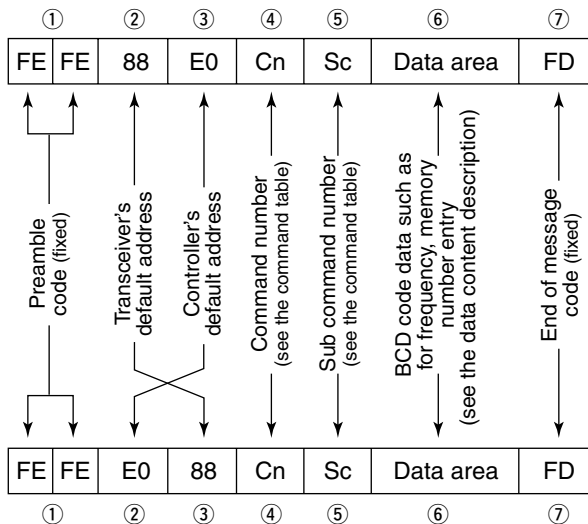 ① ② ③ ④ ⑤ ⑥ ⑦
FE FE 88 E0 Cn Sc Data area FD
Preamble
code (fixed)
Transceiver's
default address
Controller's
default address
Command number
(see the command table)
Sub command number
(see the command table)
BCD code data such as
for frequency, memory
number entry
(see the data content description)
End of message
code (fixed)
FE FE E0 88 Cn Sc Data area FD
① ② ③ ④ ⑤ ⑥ ⑦